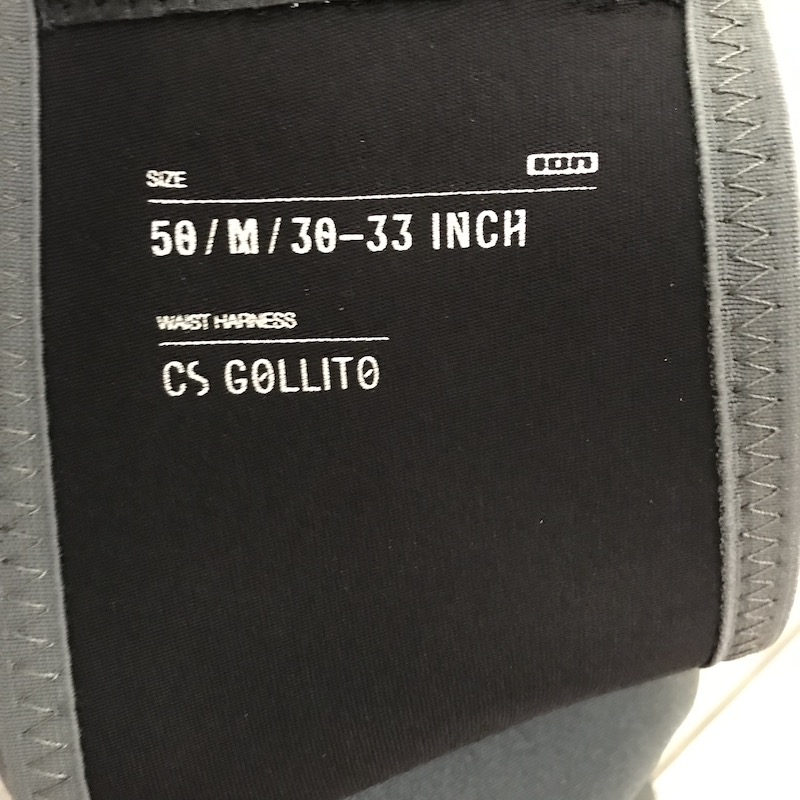 SIZE
ION
50/M/30–33 INCH
WAIST HARNESS
CS GOLLITO